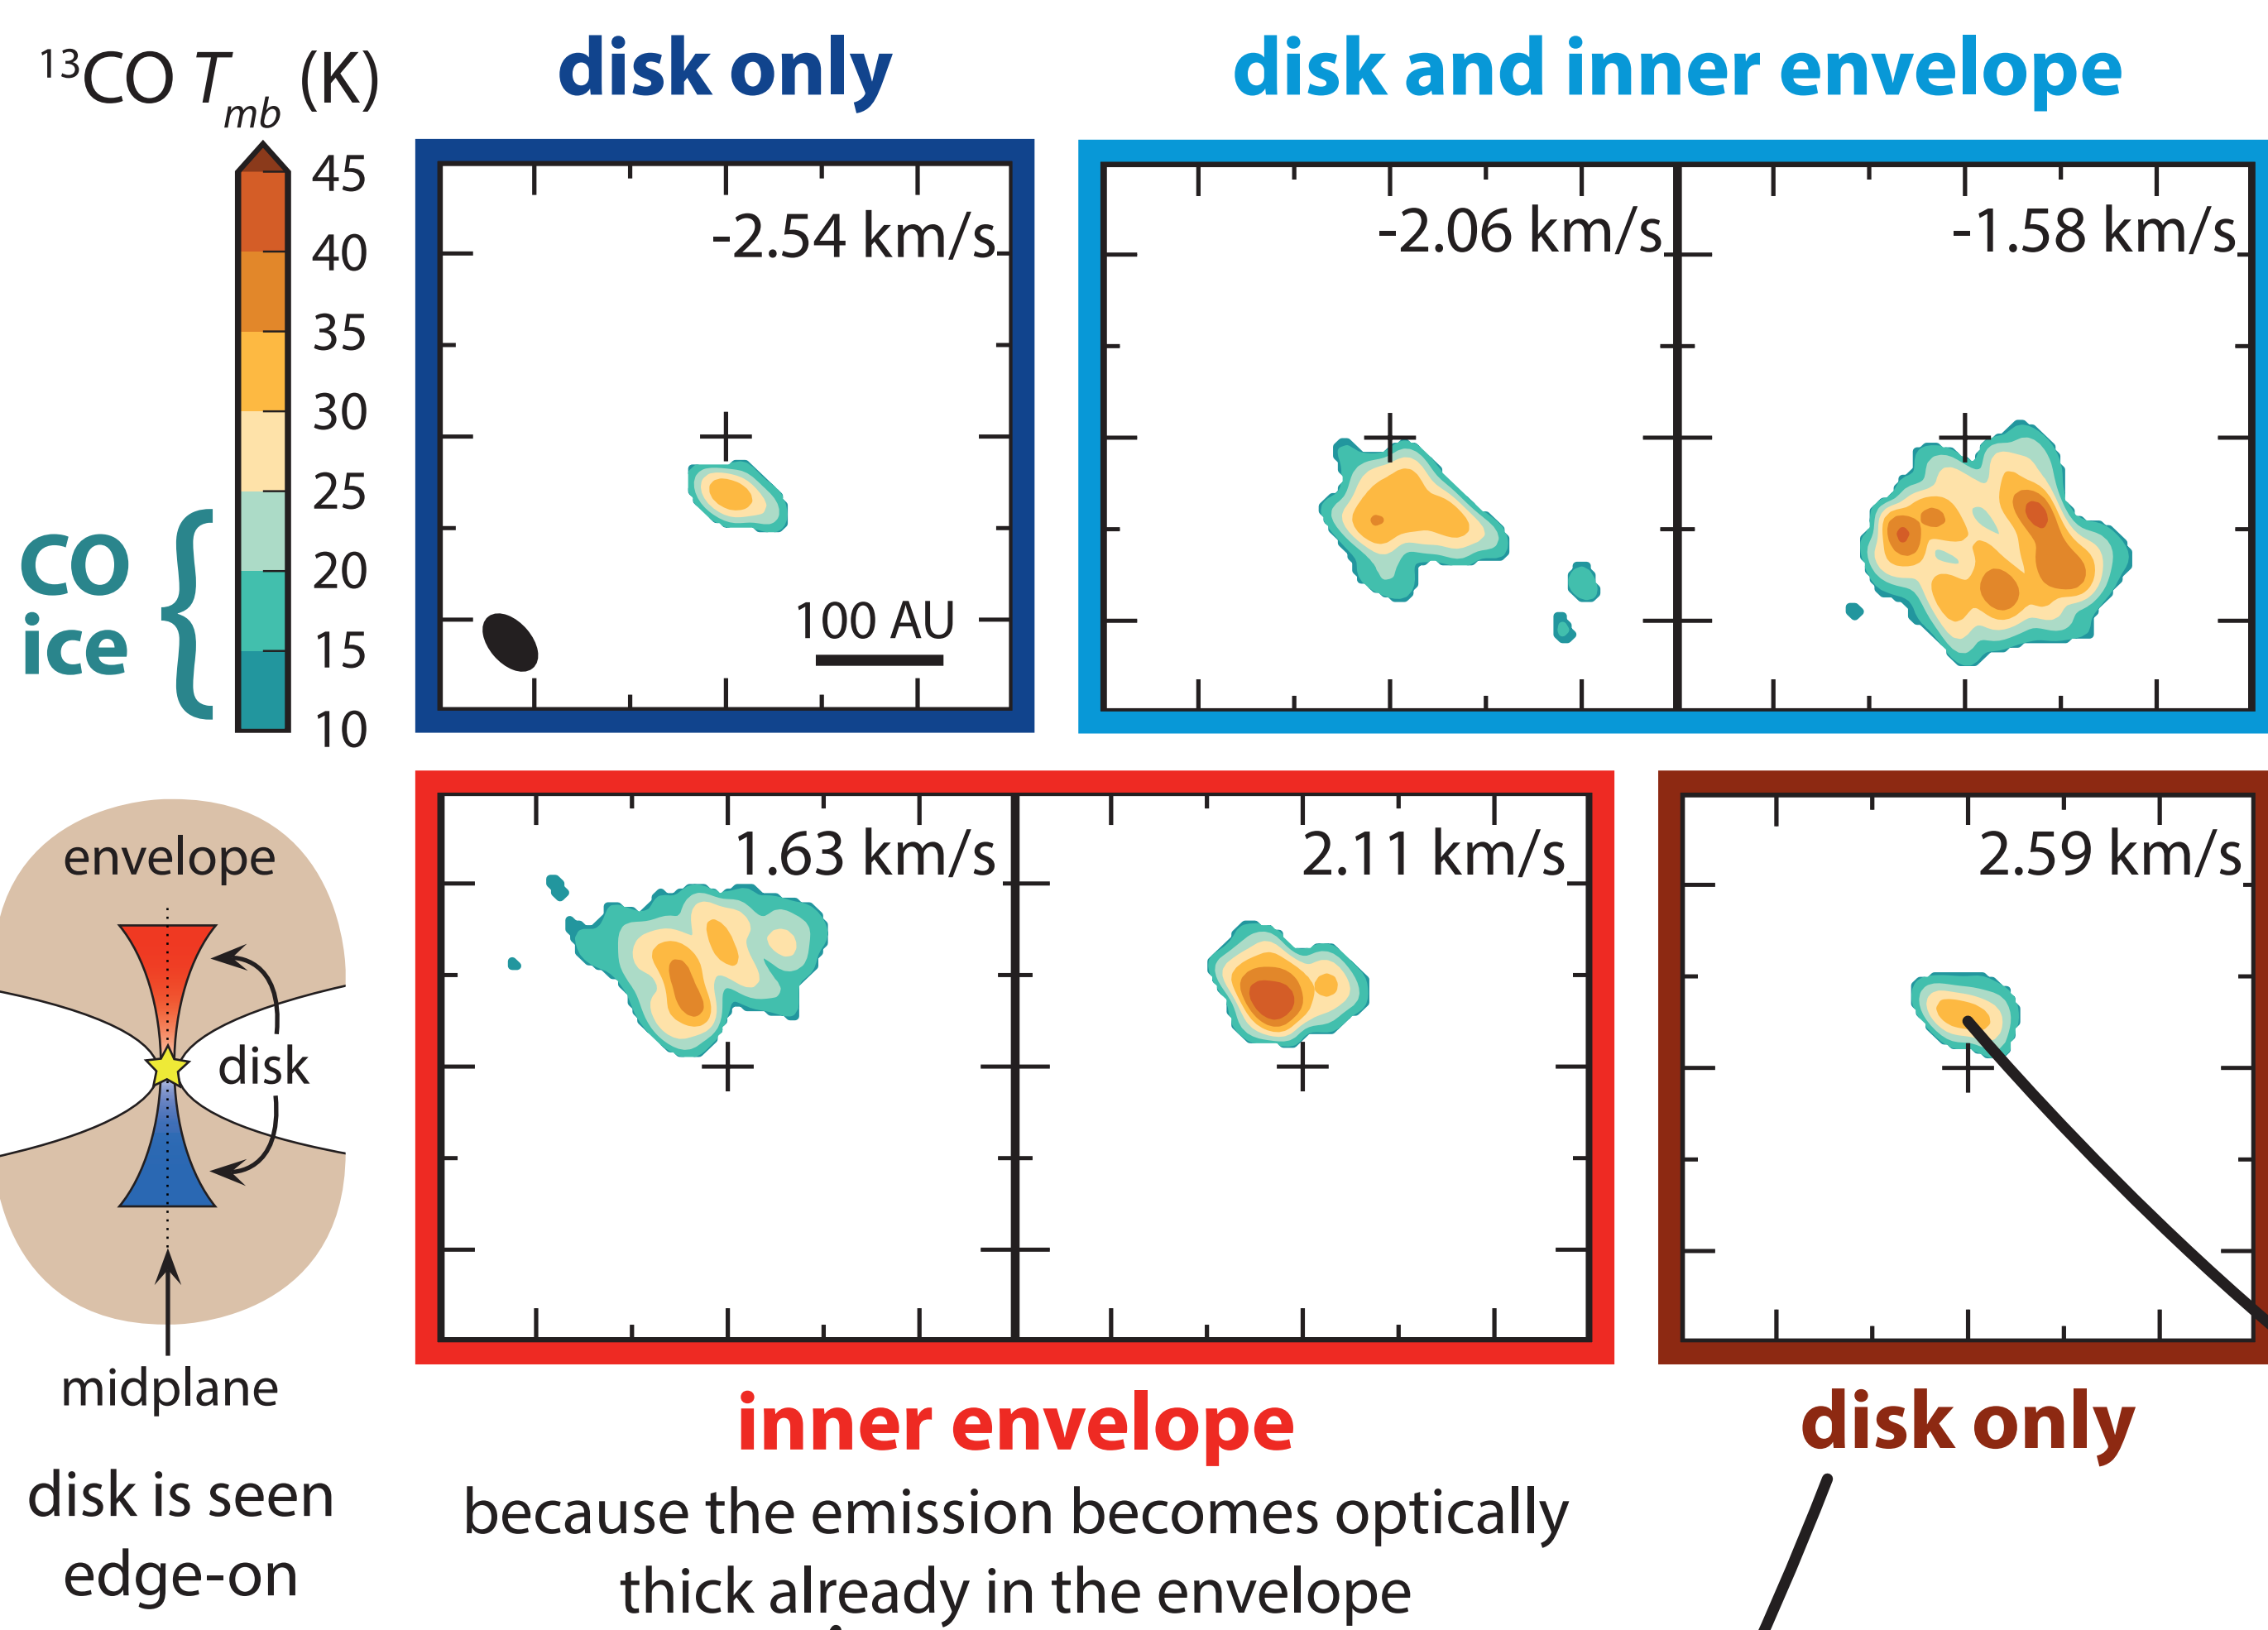 ¹³CO Tmb (K)
disk only
disk and inner envelope
45
40
35
30
25
20
15
10
CO
ice
-2.54 km/s
100 AU
-2.06 km/s
-1.58 km/s
envelope
disk
midplane
disk is seen
edge-on
1.63 km/s
2.11 km/s
2.59 km/s
inner envelope
because the emission becomes optically
thick already in the envelope
disk only